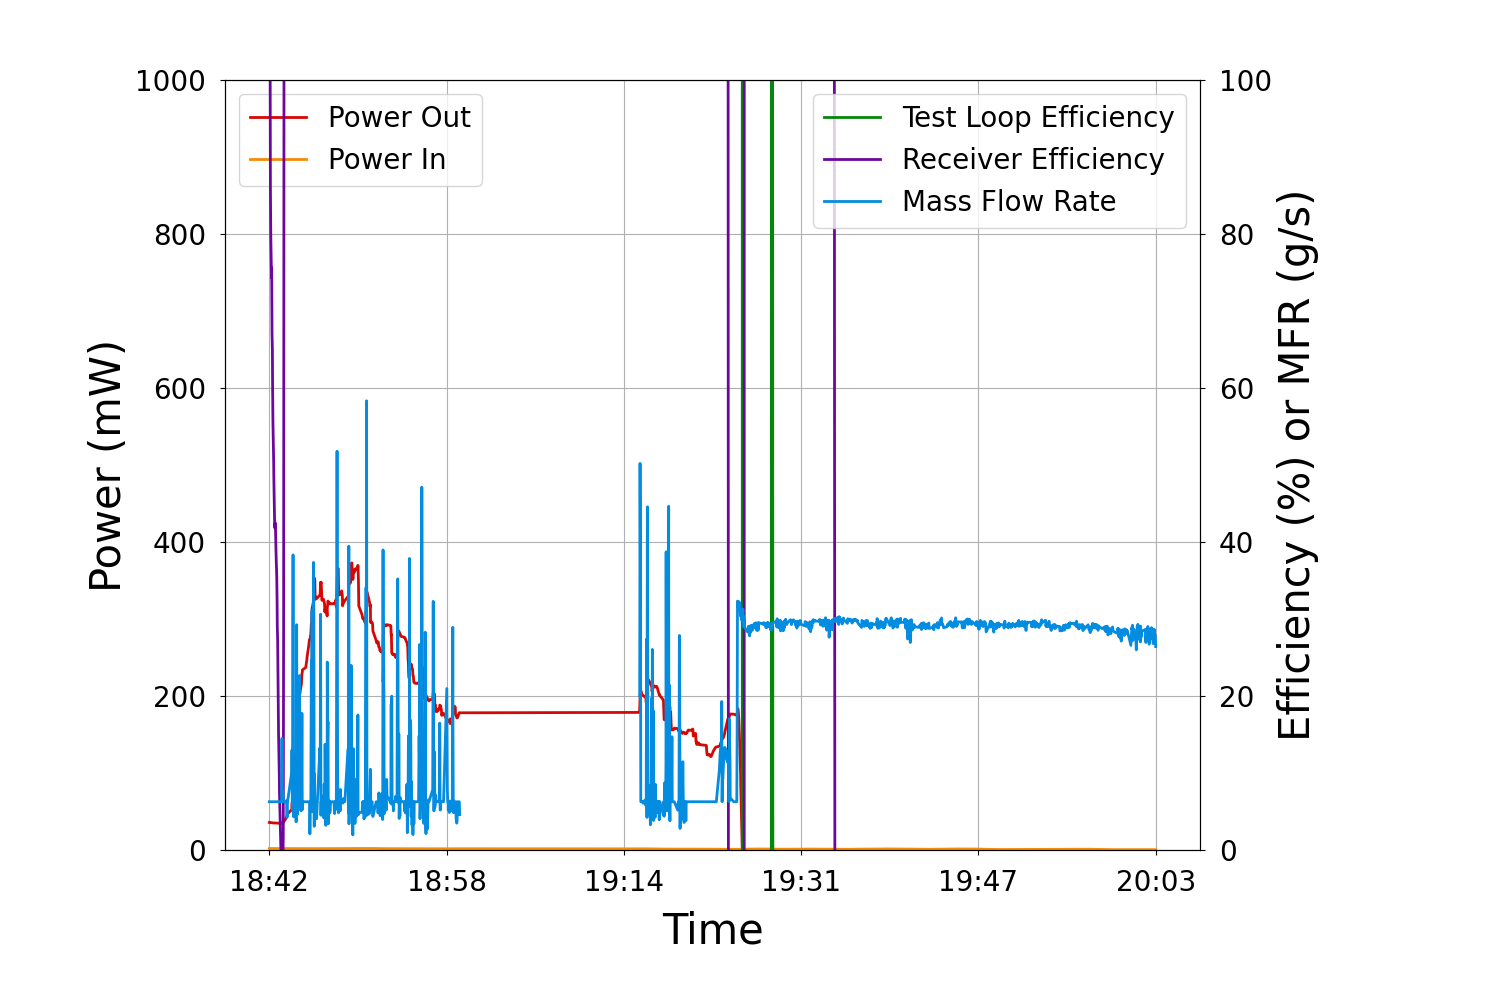 Power Out
Power In
Test Loop Efficiency
Receiver Efficiency
Mass Flow Rate
1000
800
600
400
200
0
Power (mW)
100
80
60
40
20
0
Efficiency (%) or MFR (g/s)
18:42 18:58 19:14 19:31 19:47 20:03
Time